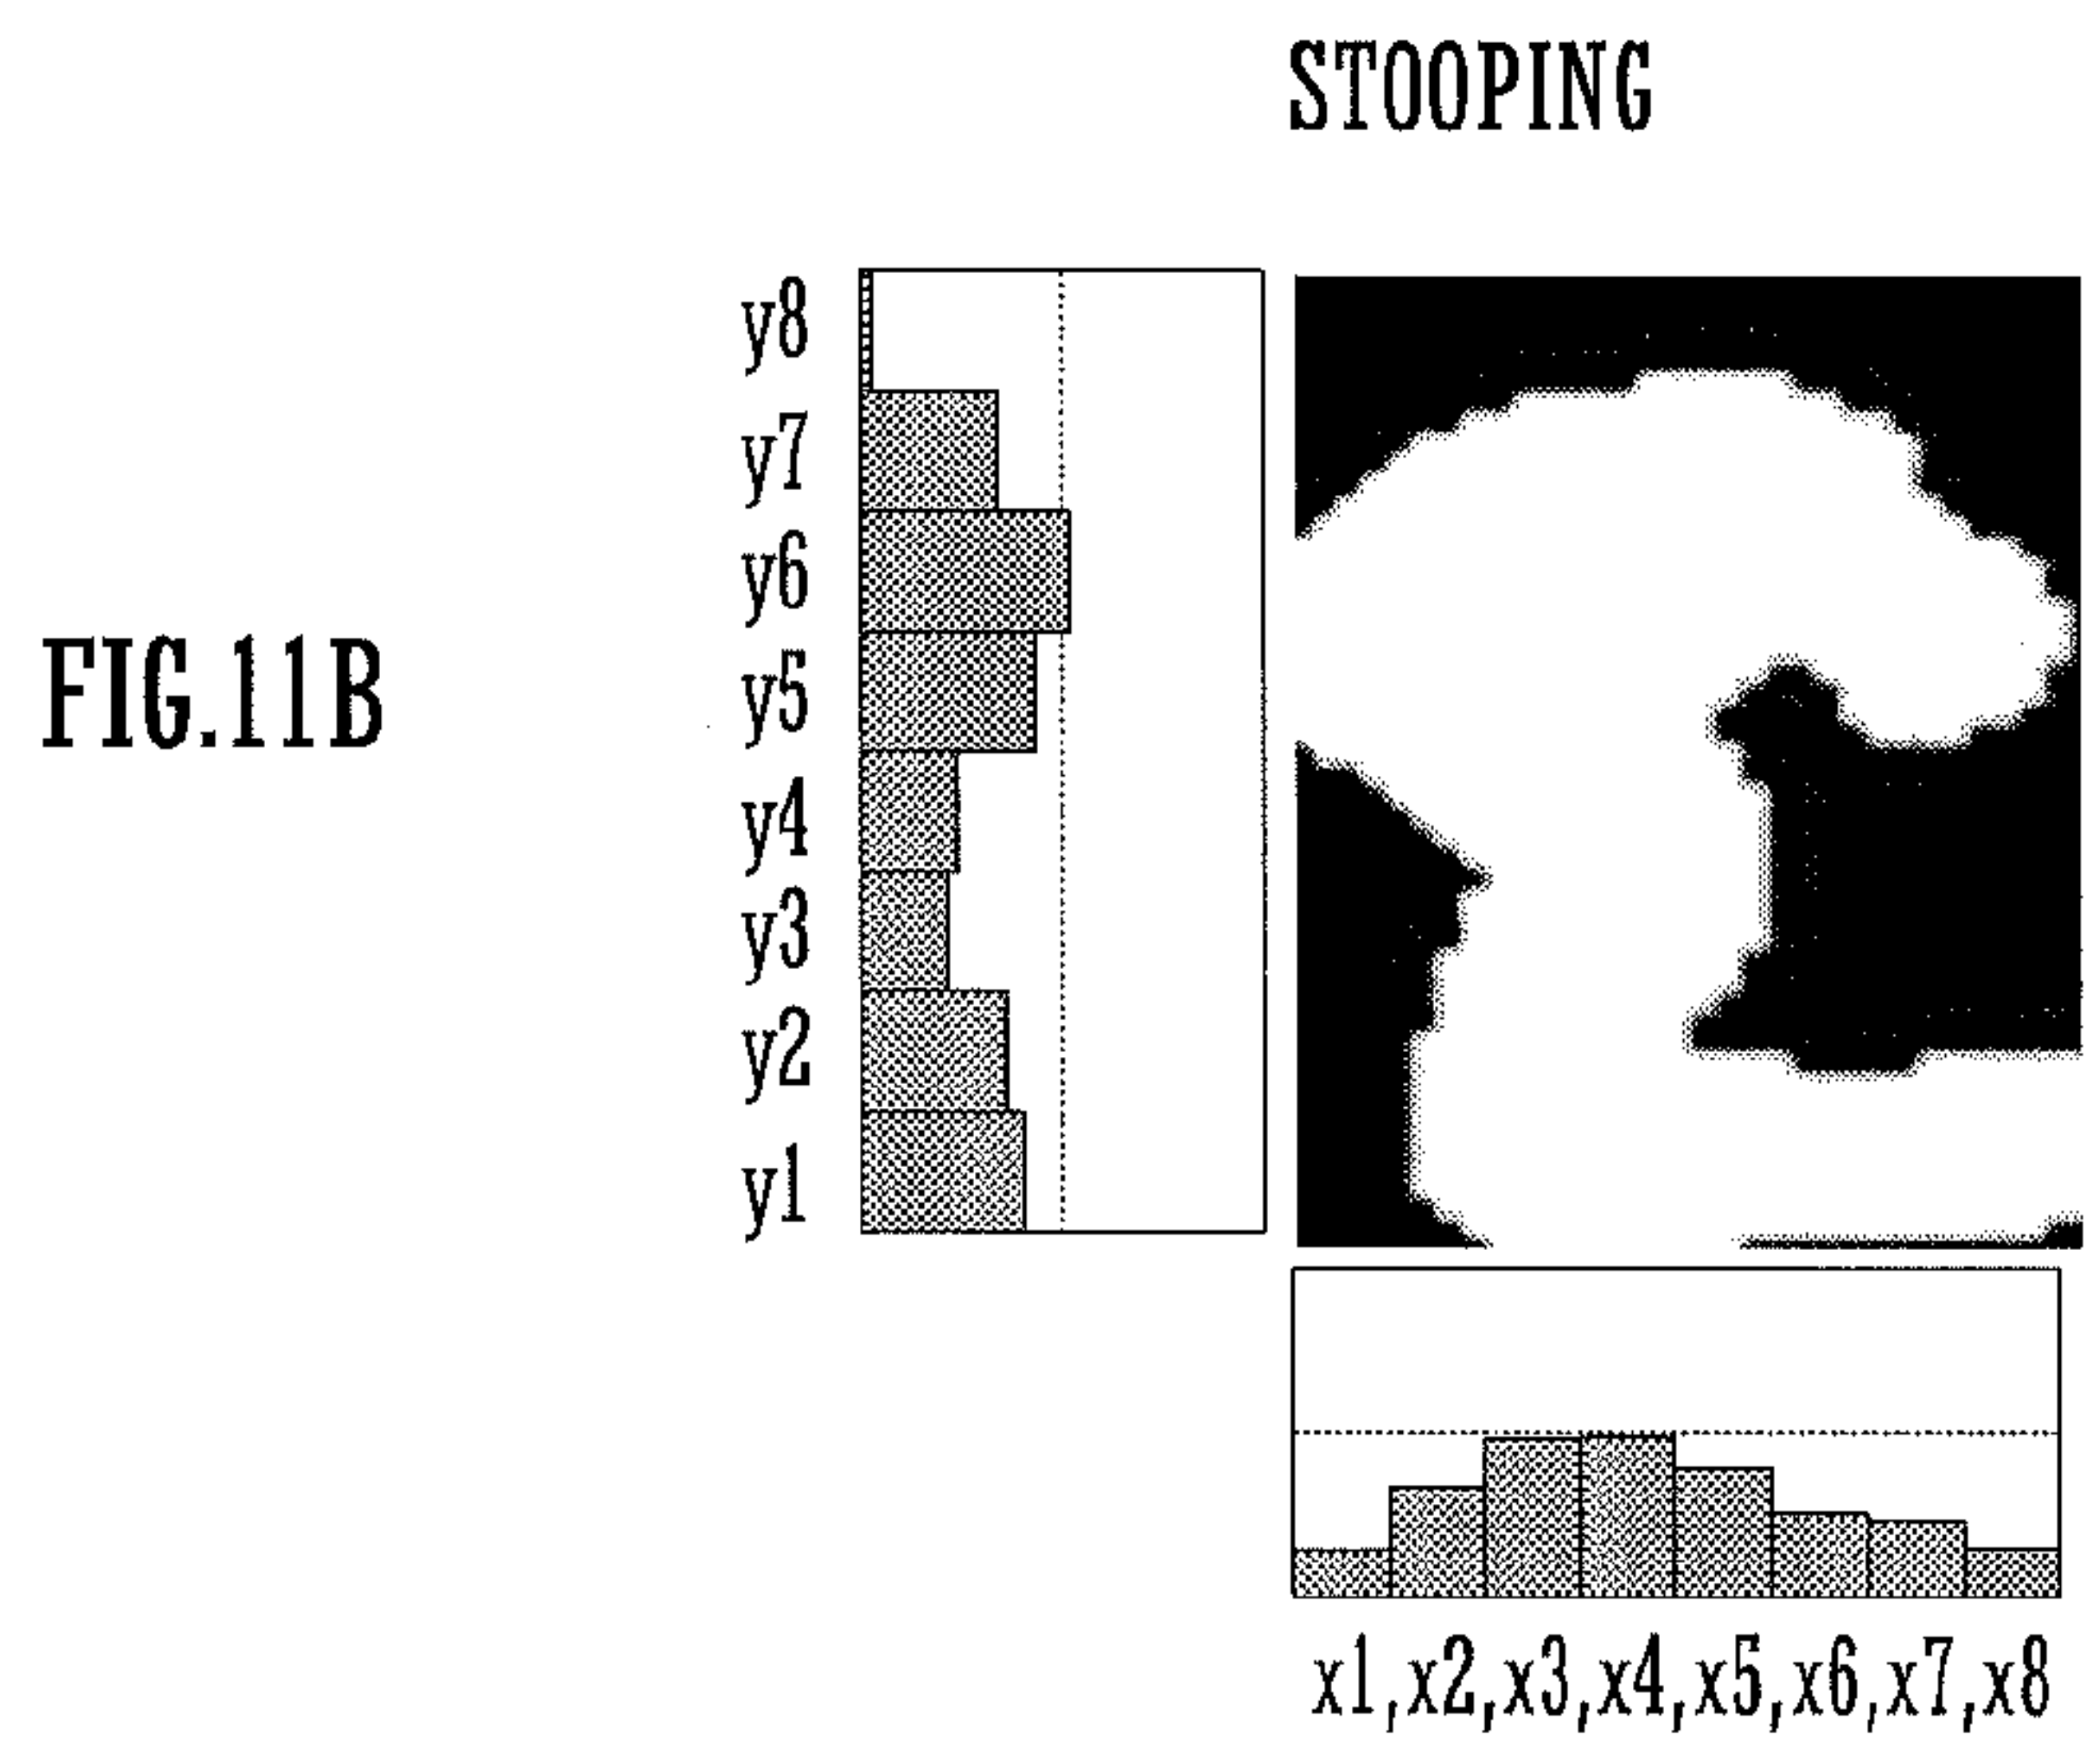 STOOPING
FIG.11B
y8
y7
y6
y5
y4
y3
y2
y1
x1,x2,x3,x4,x5,x6,x7,x8